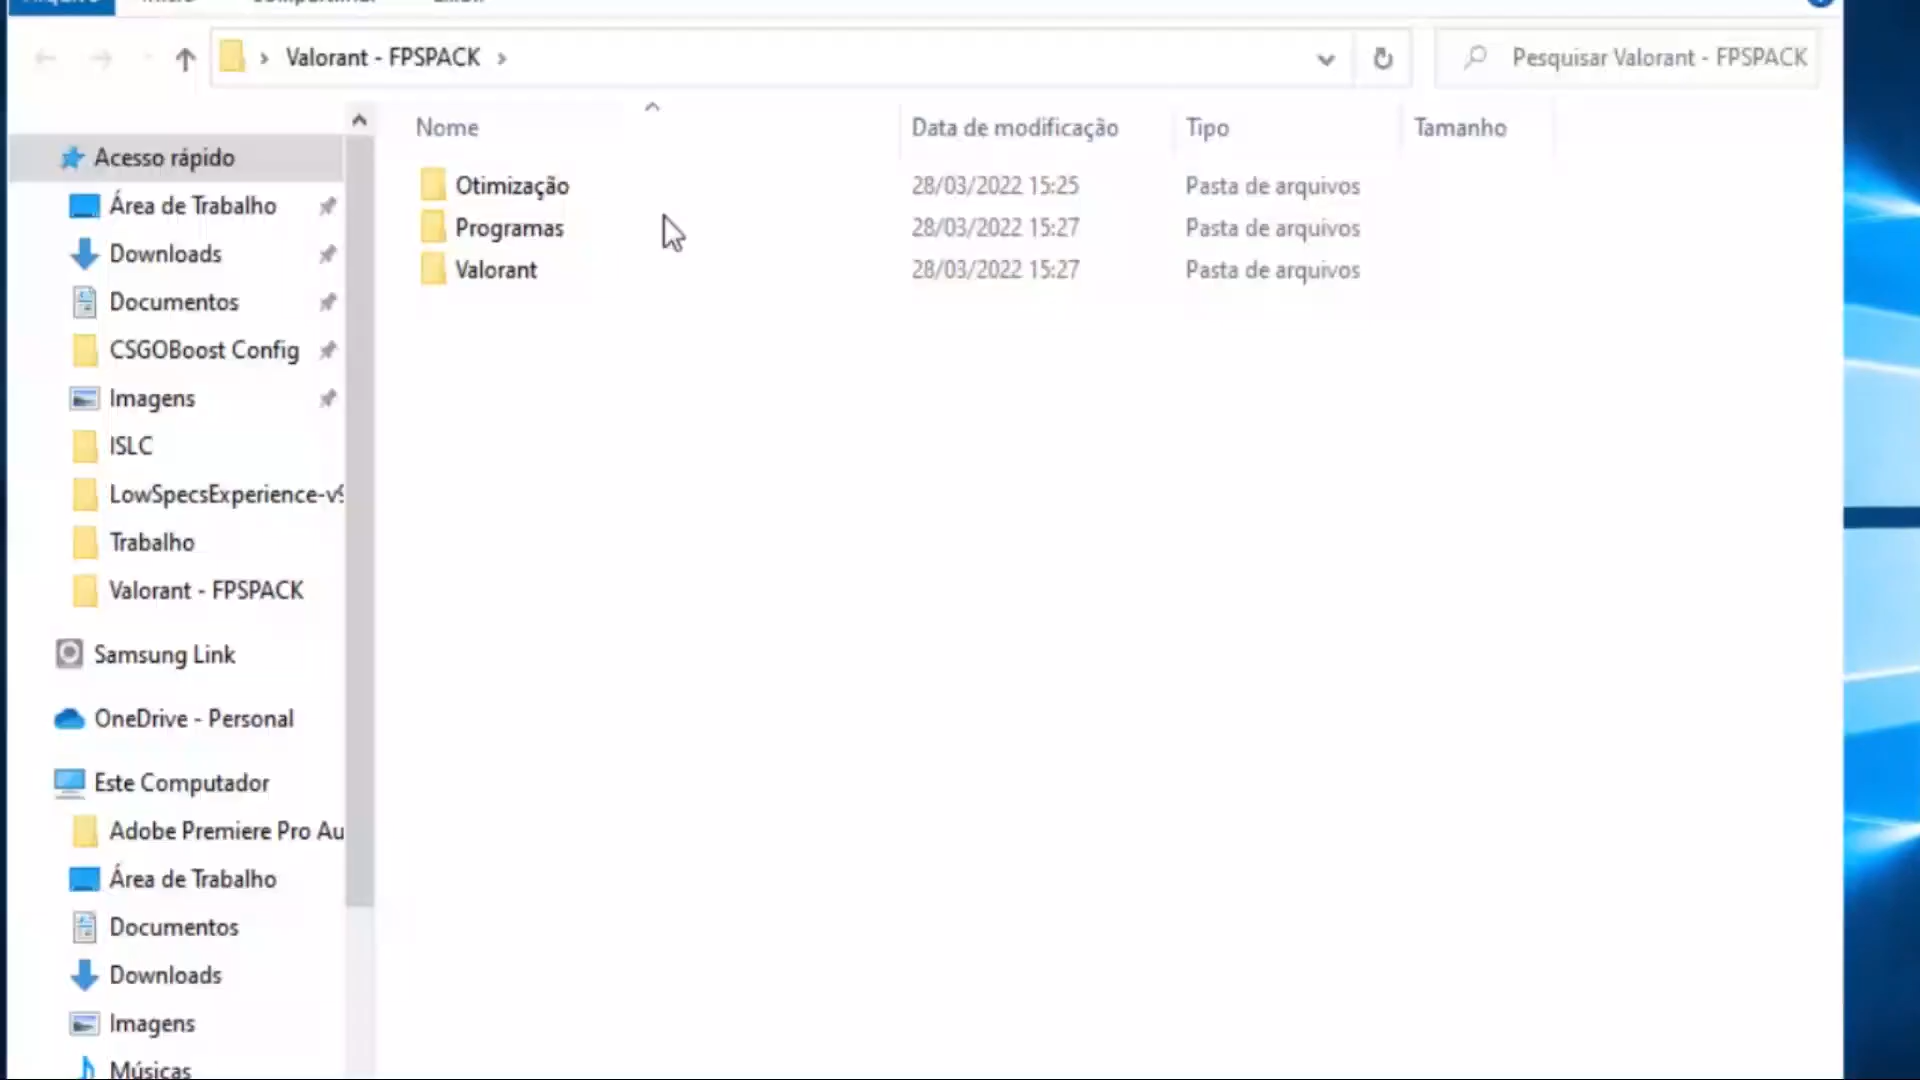 Valorant - FPSPACK
Pesquisar Valorant - FPSPACK
Nome
Data de modificação
Tipo
Tamanho
Acesso rápido
Área de Trabalho
Downloads
Documentos
CSGOBoost Config
Imagens
ISLC
LowSpecsExperience-v9
Trabalho
Valorant - FPSPACK
Samsung Link
OneDrive - Personal
Este Computador
Adobe Premiere Pro Au
Área de Trabalho
Documentos
Downloads
Imagens
Músicas
Otimização 28/03/2022 15:25 Pasta de arquivos
Programas 28/03/2022 15:27 Pasta de arquivos
Valorant 28/03/2022 15:27 Pasta de arquivos